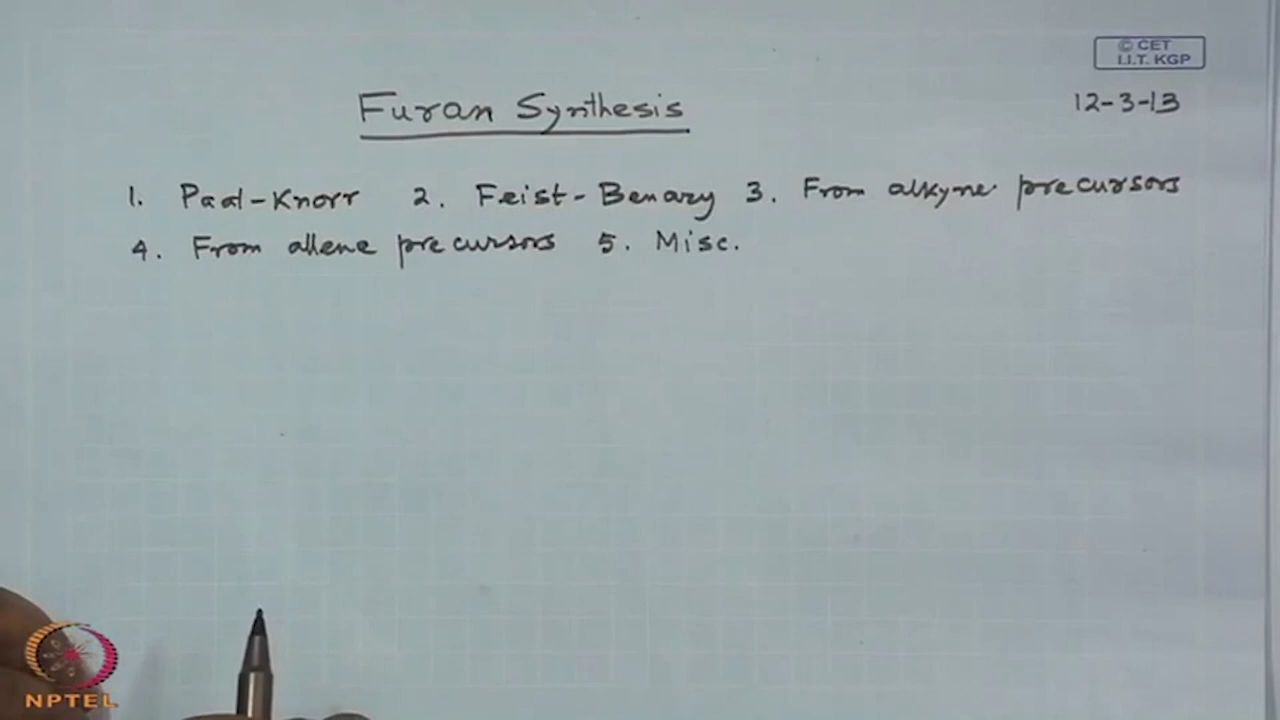 © CET
I.I.T. KGP
Furan Synthesis
12-3-13
1. Paal-Knorr 2. Feist-Benary 3. From alkyne precursors
4. From allene precursors 5. Misc.
NPTEL